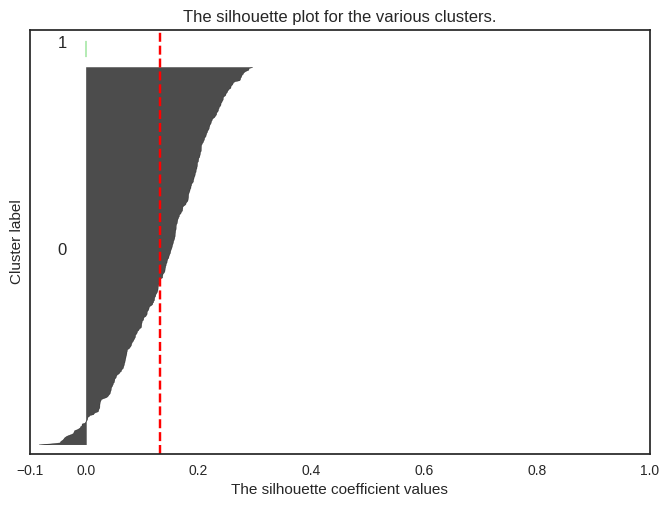 The silhouette plot for the various clusters.
1
0
Cluster label
−0.1 0.0 0.2 0.4 0.6 0.8 1.0
The silhouette coefficient values